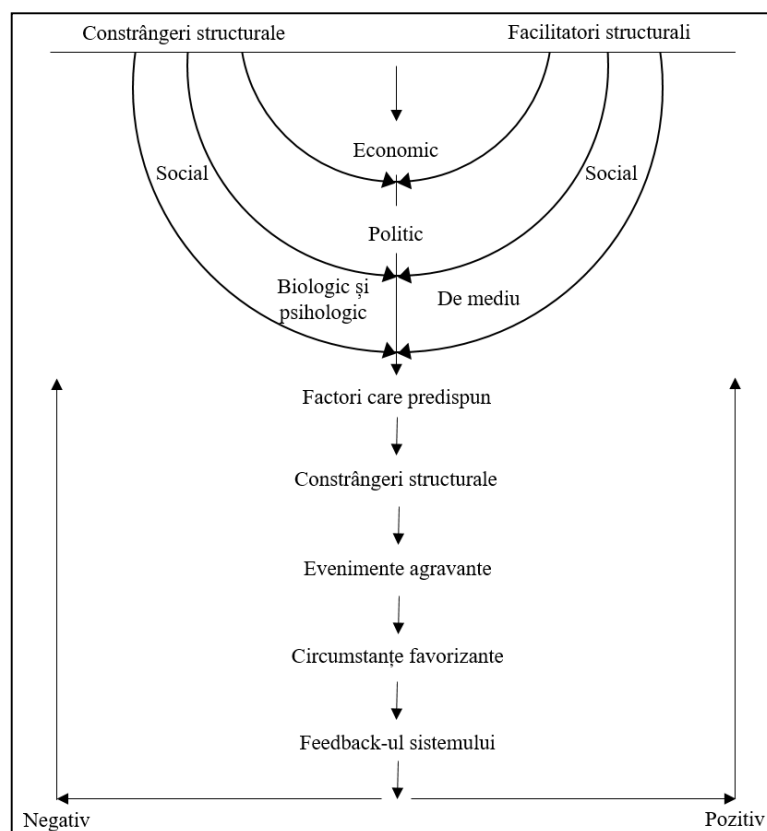 Constrângeri structurale
Facilitatori structurali
Economic
Social
Social
Politic
Biologic și
psihologic
De mediu
Factori care predispun
Constrângeri structurale
Evenimente agravante
Circumstanțe favorizante
Feedback-ul sistemului
Negativ
Pozitiv